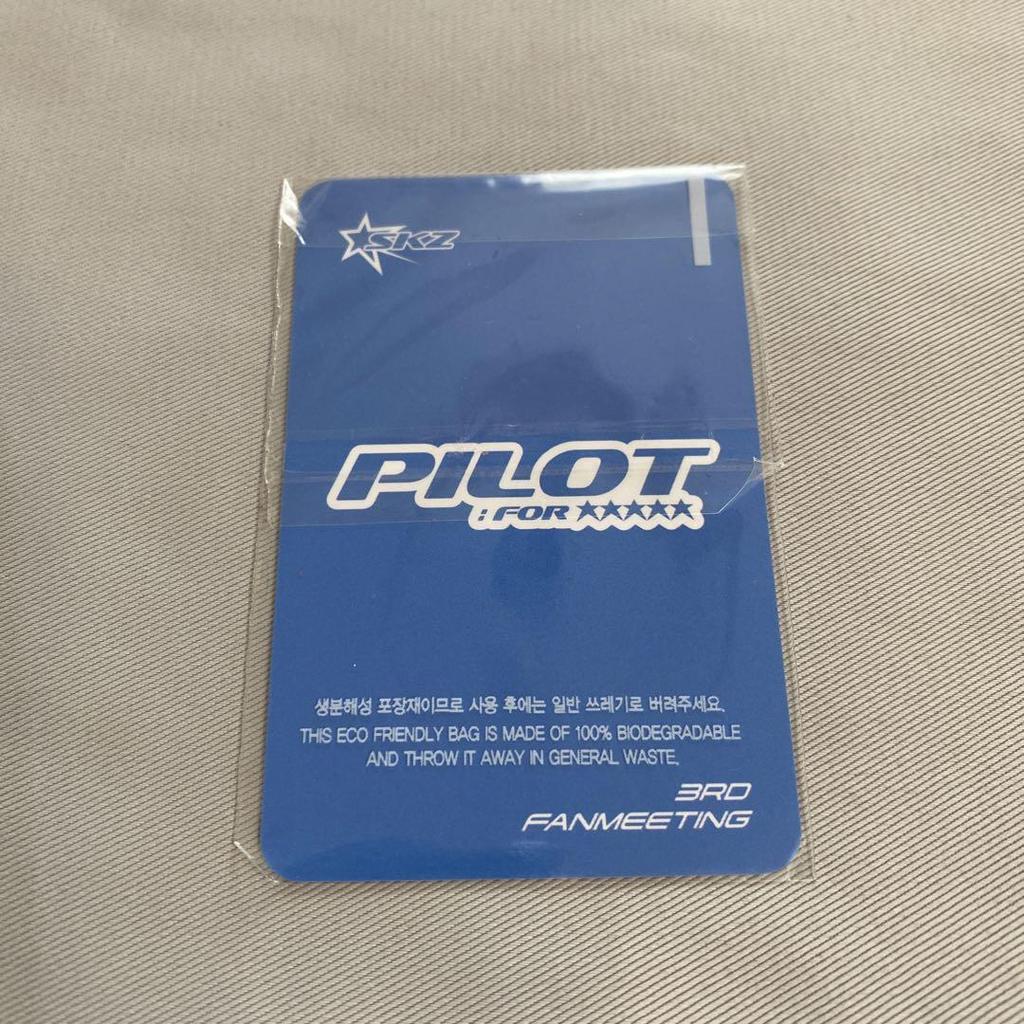 SKZ
PILOT
: FOR ★★★★★
생분해성 포장재이므로 사용 후에는 일반 쓰레기로 버려주세요.
THIS ECO FRIENDLY BAG IS MADE OF 100% BIODEGRADABLE
AND THROW IT AWAY IN GENERAL WASTE.
3RD
FANMEETING